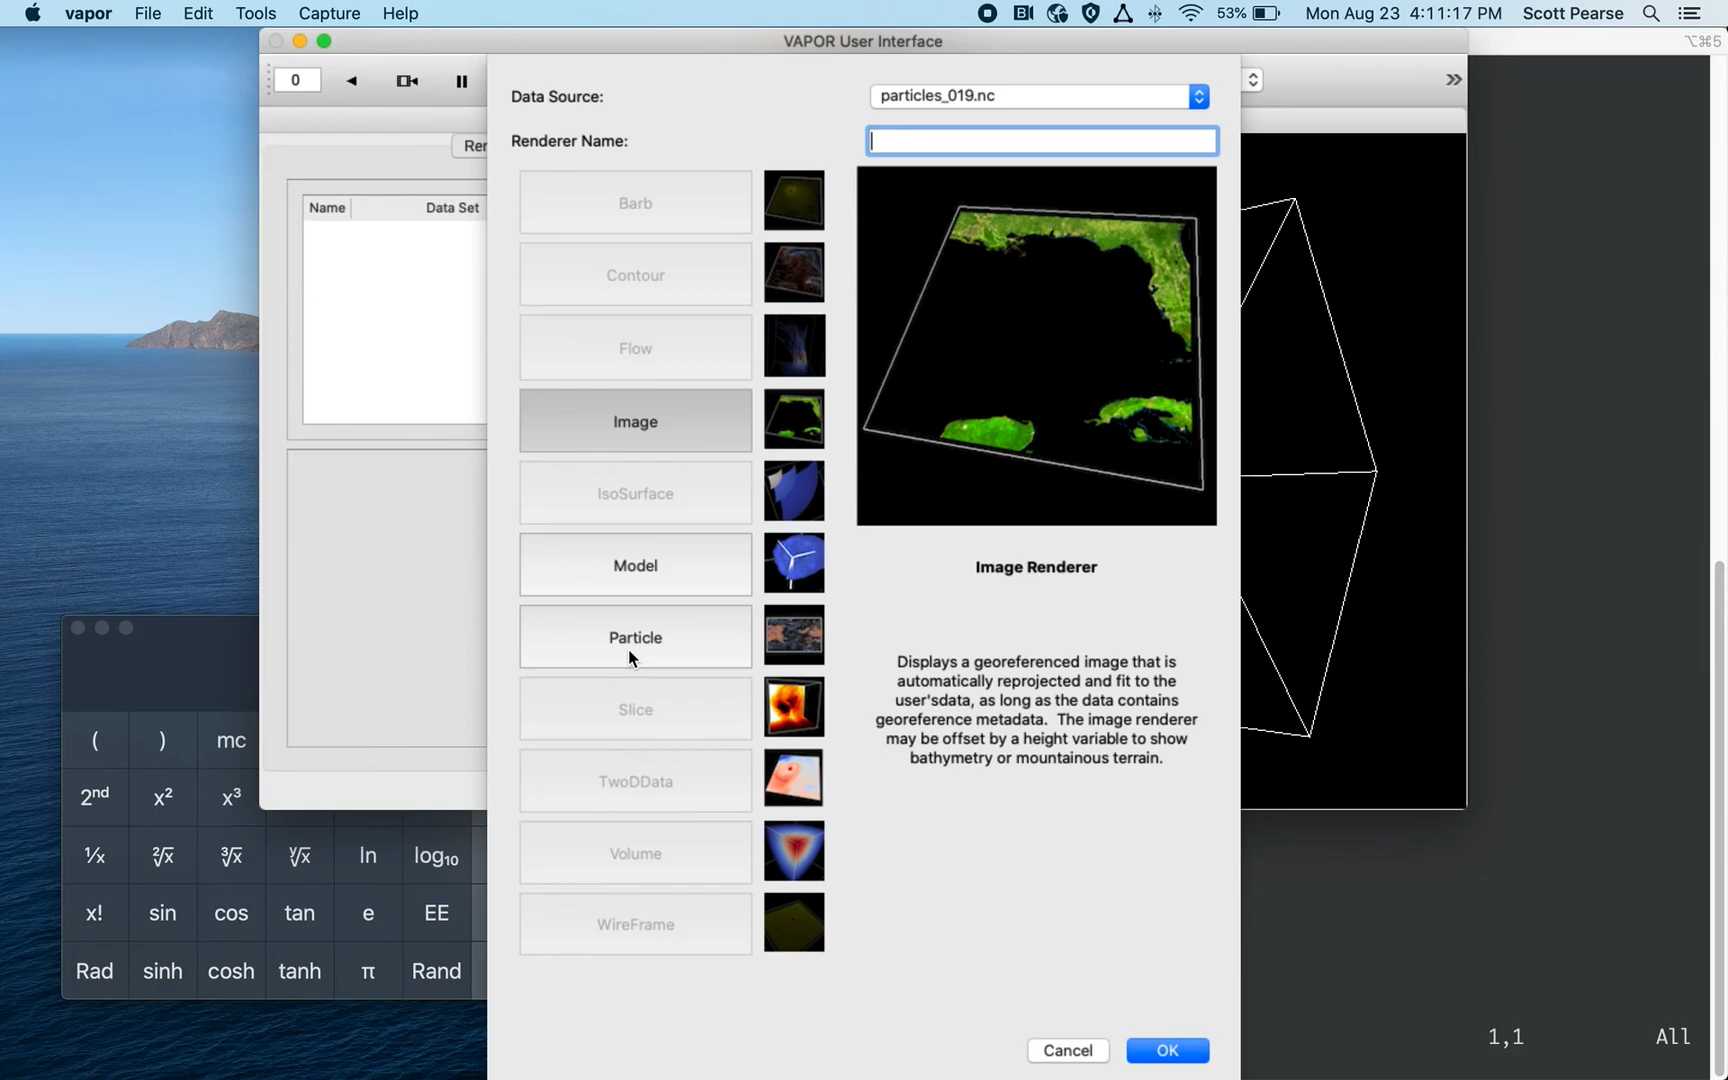 vapor File Edit Tools Capture Help 53% Mon Aug 23 4:11:17 PM Scott Pearse
VAPOR User Interface
⌥⌘5
0
Data Source: particles_019.nc
Renderer Name:
Ren
Name Data Set
Barb
Contour
Flow
Image
IsoSurface
Model
Particle
Slice
TwoDData
Volume
WireFrame
Image Renderer
Displays a georeferenced image that is
automatically reprojected and fit to the
user'sdata, as long as the data contains
georeference metadata. The image renderer
may be offset by a height variable to show
bathymetry or mountainous terrain.
Cancel OK
( ) mc
2nd x² x³
¹⁄x ²√x ³√x ʸ√x ln log₁₀
x! sin cos tan e EE
Rad sinh cosh tanh π Rand
1,1 All